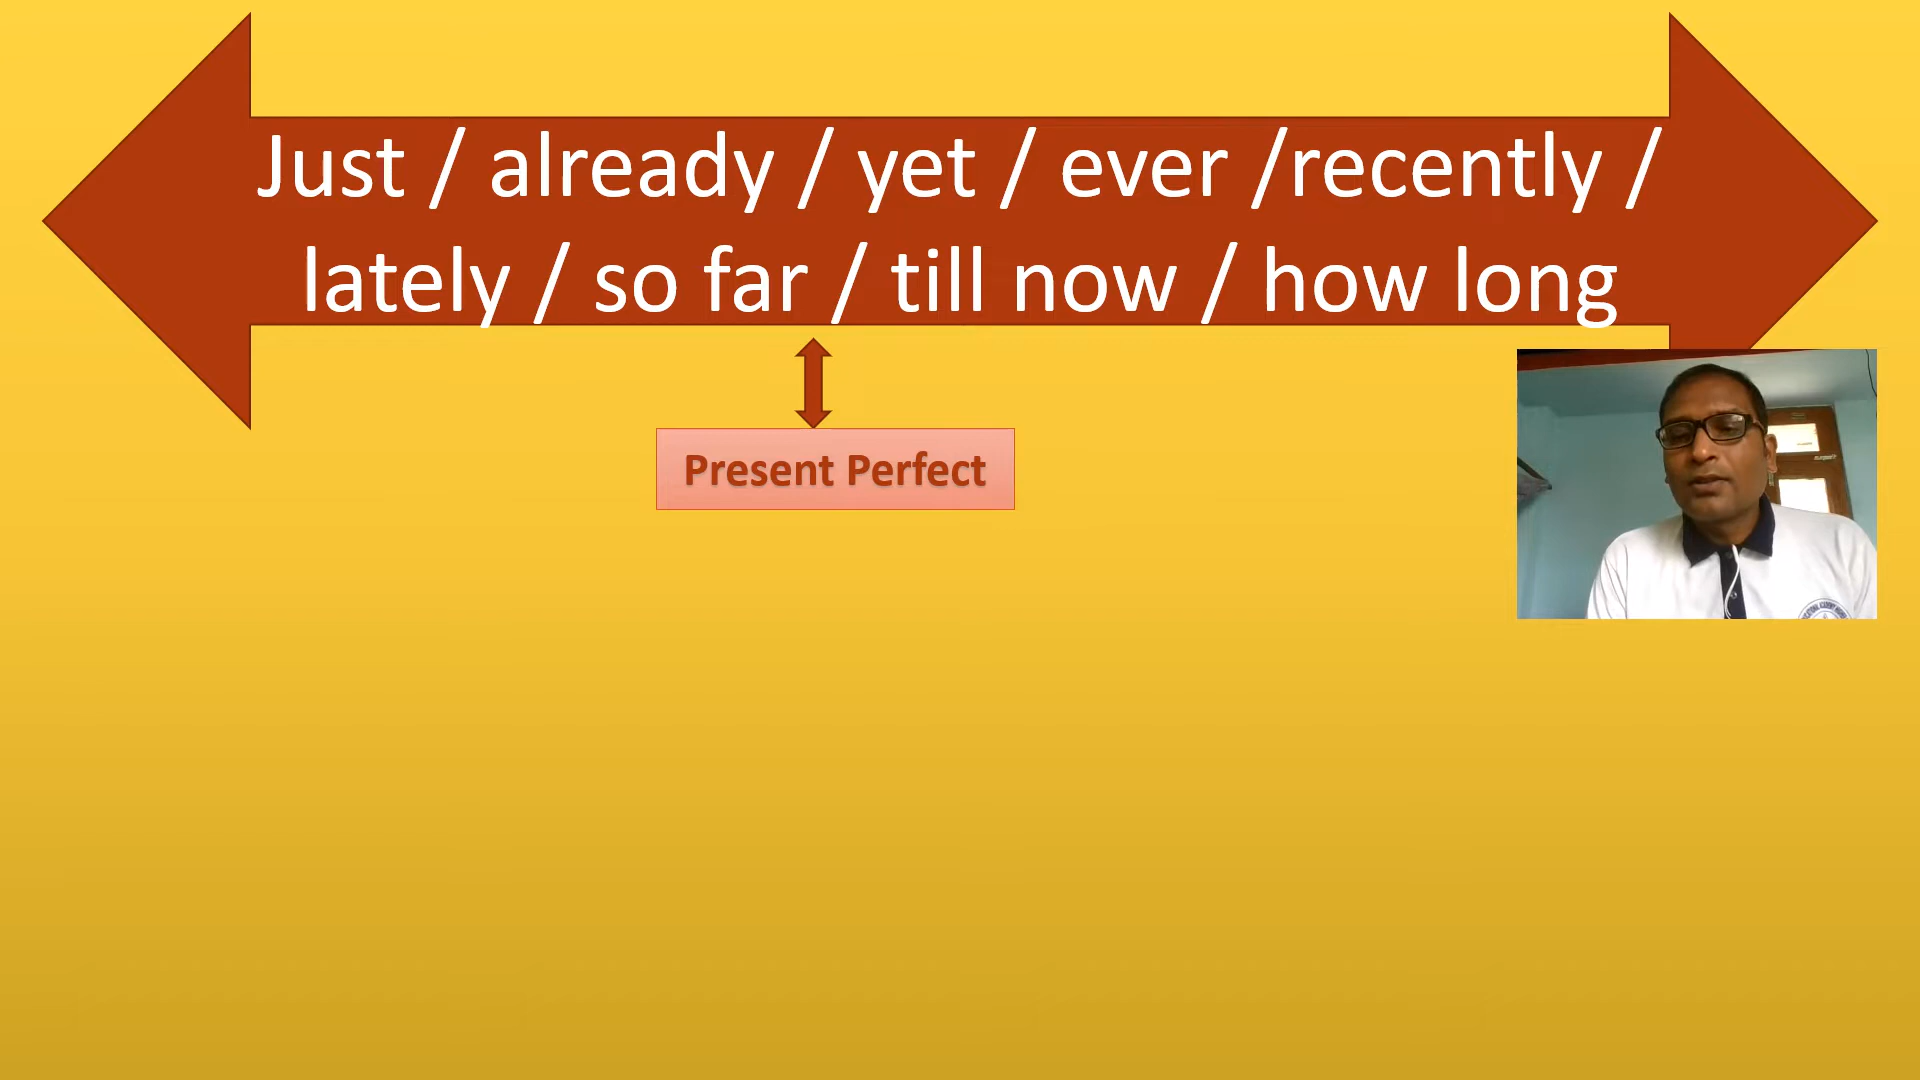 Just / already / yet / ever /recently /
lately / so far / till now / how long
Present Perfect